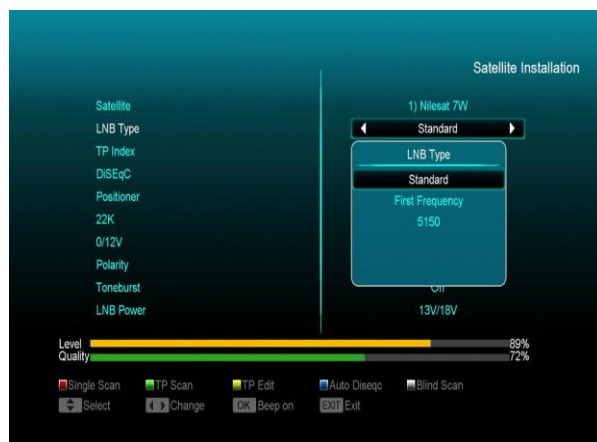 Satellite Installation
Satellite 1) Nilesat 7W
LNB Type Standard
TP Index LNB Type
DiSEqC Standard
Positioner First Frequency
22K 5150
0/12V
Polarity
Toneburst Off
LNB Power 13V/18V
Level 89%
Quality 72%
Single Scan TP Scan TP Edit Auto Diseqc Blind Scan
Select Change OK Beep on EXIT Exit